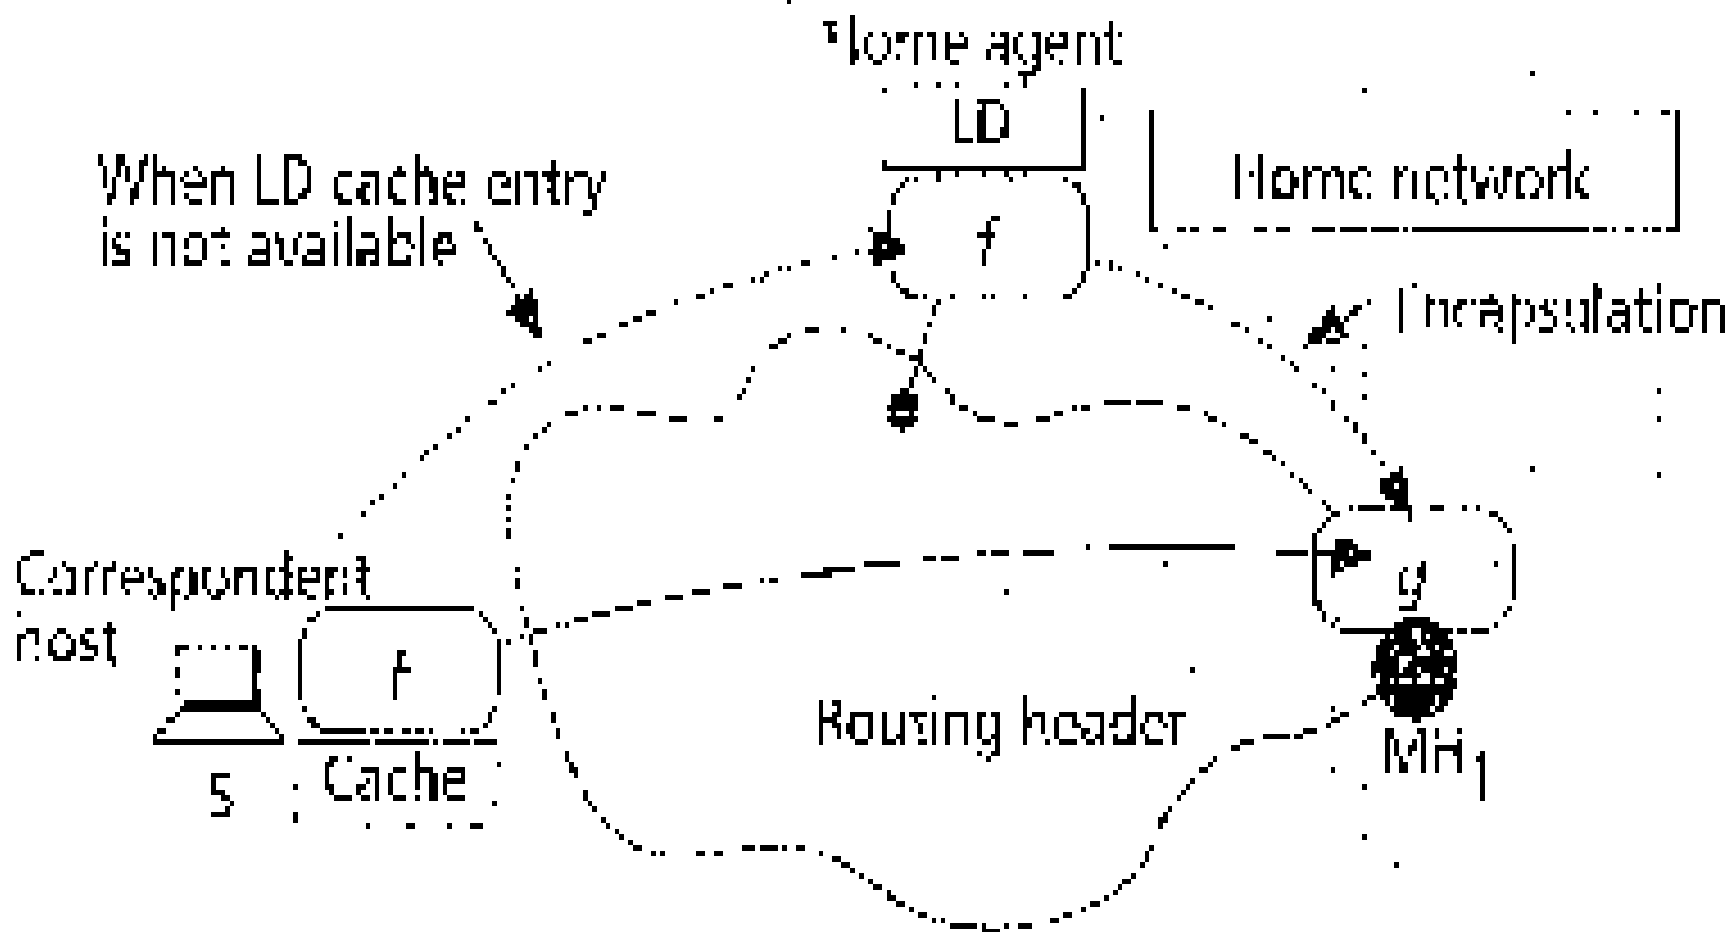 Home agent
LD
When LD cache entry
is not available
f
Home network
Encapsulation
Correspondent
host
g
Routing header
MH1
Cache
S